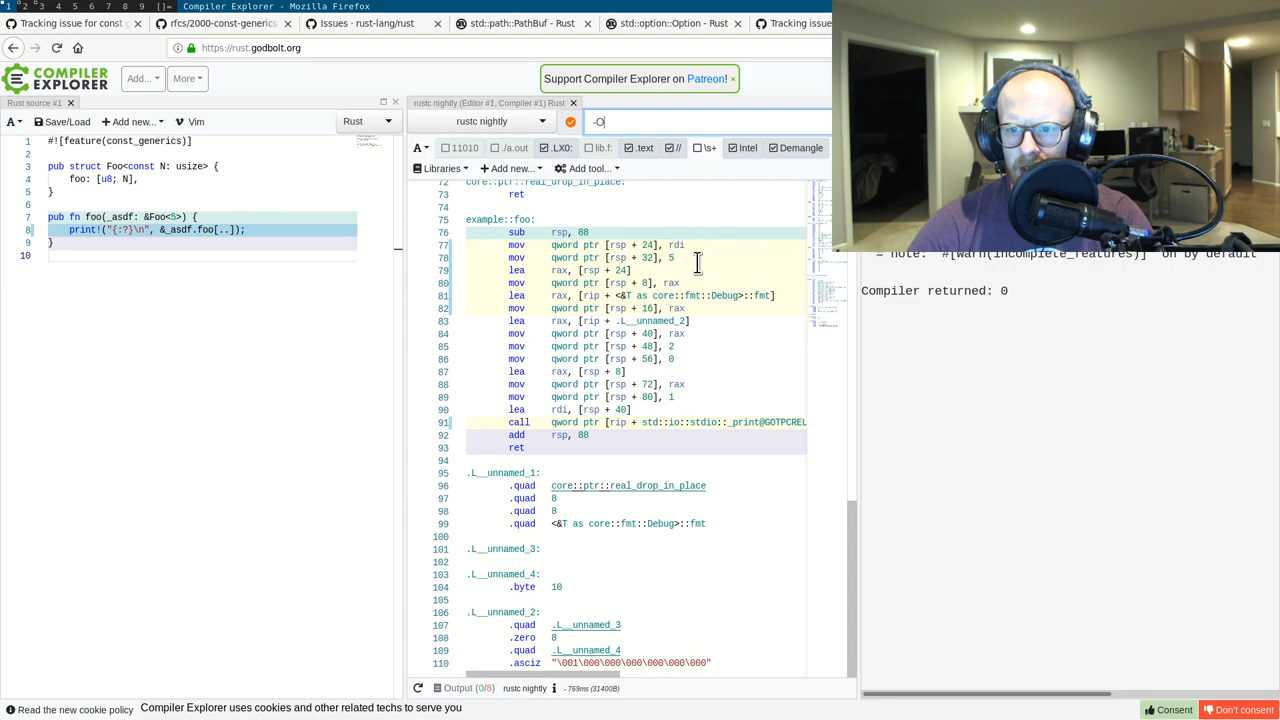 1 2 3 4 5 6 7 8 9 []= Compiler Explorer - Mozilla Firefox
Tracking issue for const g
rfcs/2000-const-generics
Issues · rust-lang/rust
std::path::PathBuf - Rust
std::option::Option - Rust
Tracking issue
https://rust.godbolt.org
COMPILER
EXPLORER
Add...
More
Support Compiler Explorer on Patreon! ×
Rust source #1
rustc nightly (Editor #1, Compiler #1) Rust
A Save/Load + Add new... Vim
Rust
rustc nightly
-O
A 11010 ./a.out .LX0: lib.f: .text // \s+ Intel Demangle
Libraries + Add new... Add tool...
1 #![feature(const_generics)]
2
3 pub struct Foo<const N: usize> {
4 foo: [u8; N],
5 }
6
7 pub fn foo(_asdf: &Foo<5>) {
8 print!("{:?}\n", &_asdf.foo[..]);
9 }
10
72 core::ptr::real_drop_in_place:
73 ret
74
75 example::foo:
76 sub rsp, 88
77 mov qword ptr [rsp + 24], rdi
78 mov qword ptr [rsp + 32], 5
79 lea rax, [rsp + 24]
80 mov qword ptr [rsp + 8], rax
81 lea rax, [rip + <&T as core::fmt::Debug>::fmt]
82 mov qword ptr [rsp + 16], rax
83 lea rax, [rip + .L__unnamed_2]
84 mov qword ptr [rsp + 40], rax
85 mov qword ptr [rsp + 48], 2
86 mov qword ptr [rsp + 56], 0
87 lea rax, [rsp + 8]
88 mov qword ptr [rsp + 72], rax
89 mov qword ptr [rsp + 80], 1
90 lea rdi, [rsp + 40]
91 call qword ptr [rip + std::io::stdio::_print@GOTPCREL
92 add rsp, 88
93 ret
94
95 .L__unnamed_1:
96 .quad core::ptr::real_drop_in_place
97 .quad 8
98 .quad 8
99 .quad <&T as core::fmt::Debug>::fmt
100
101 .L__unnamed_3:
102
103 .L__unnamed_4:
104 .byte 10
105
106 .L__unnamed_2:
107 .quad .L__unnamed_3
108 .zero 8
109 .quad .L__unnamed_4
110 .asciz "\001\000\000\000\000\000\000"
= note: `#[warn(incomplete_features)]` on by default
Compiler returned: 0
Output (0/8) rustc nightly i - 769ms (31400B)
Read the new cookie policy Compiler Explorer uses cookies and other related techs to serve you
Consent
Don't consent